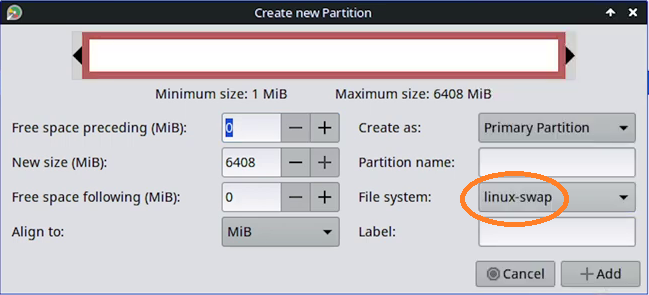 Create new Partition
Minimum size: 1 MiB Maximum size: 6408 MiB
Free space preceding (MiB): 0 Create as: Primary Partition
New size (MiB): 6408 Partition name:
Free space following (MiB): 0 File system: linux-swap
Align to: MiB Label:
Cancel Add